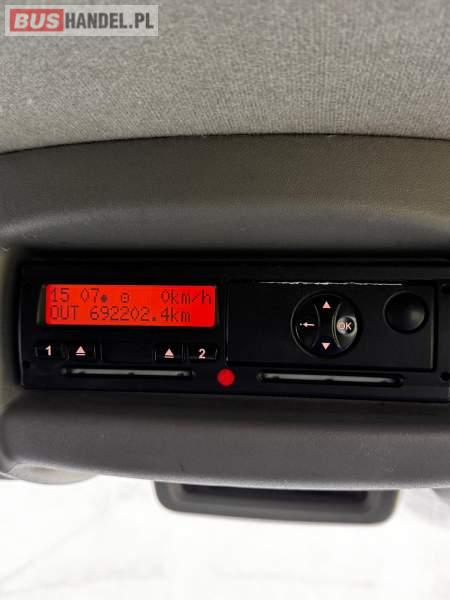 BUSHANDEL.PL
15 07 0km/h
OUT 692202.4km
1 2
OK